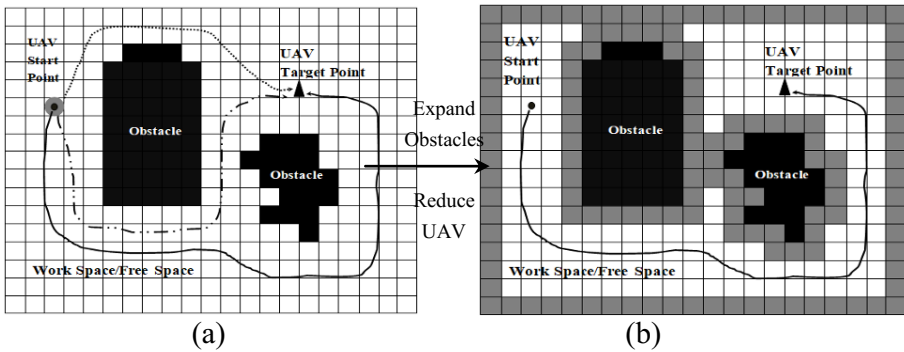 UAV
Start
Point
UAV
Target Point
Obstacle
Obstacle
Work Space/Free Space
(a)
Expand
Obstacles
Reduce
UAV
UAV
Start
Point
UAV
Target Point
Obstacle
Obstacle
Work Space/Free Space
(b)